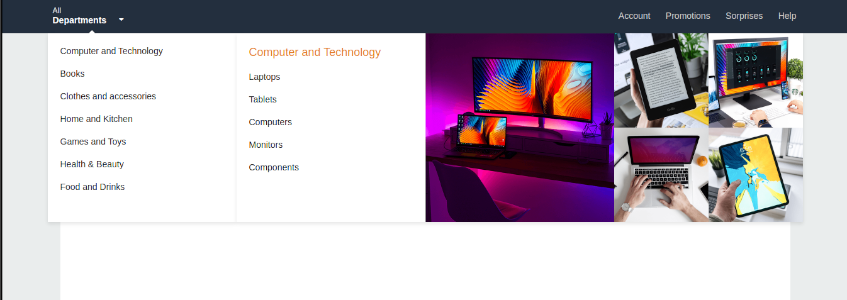 All
Departments
Account
Promotions
Sorprises
Help
Computer and Technology
Books
Clothes and accessories
Home and Kitchen
Games and Toys
Health & Beauty
Food and Drinks
Computer and Technology
Laptops
Tablets
Computers
Monitors
Components